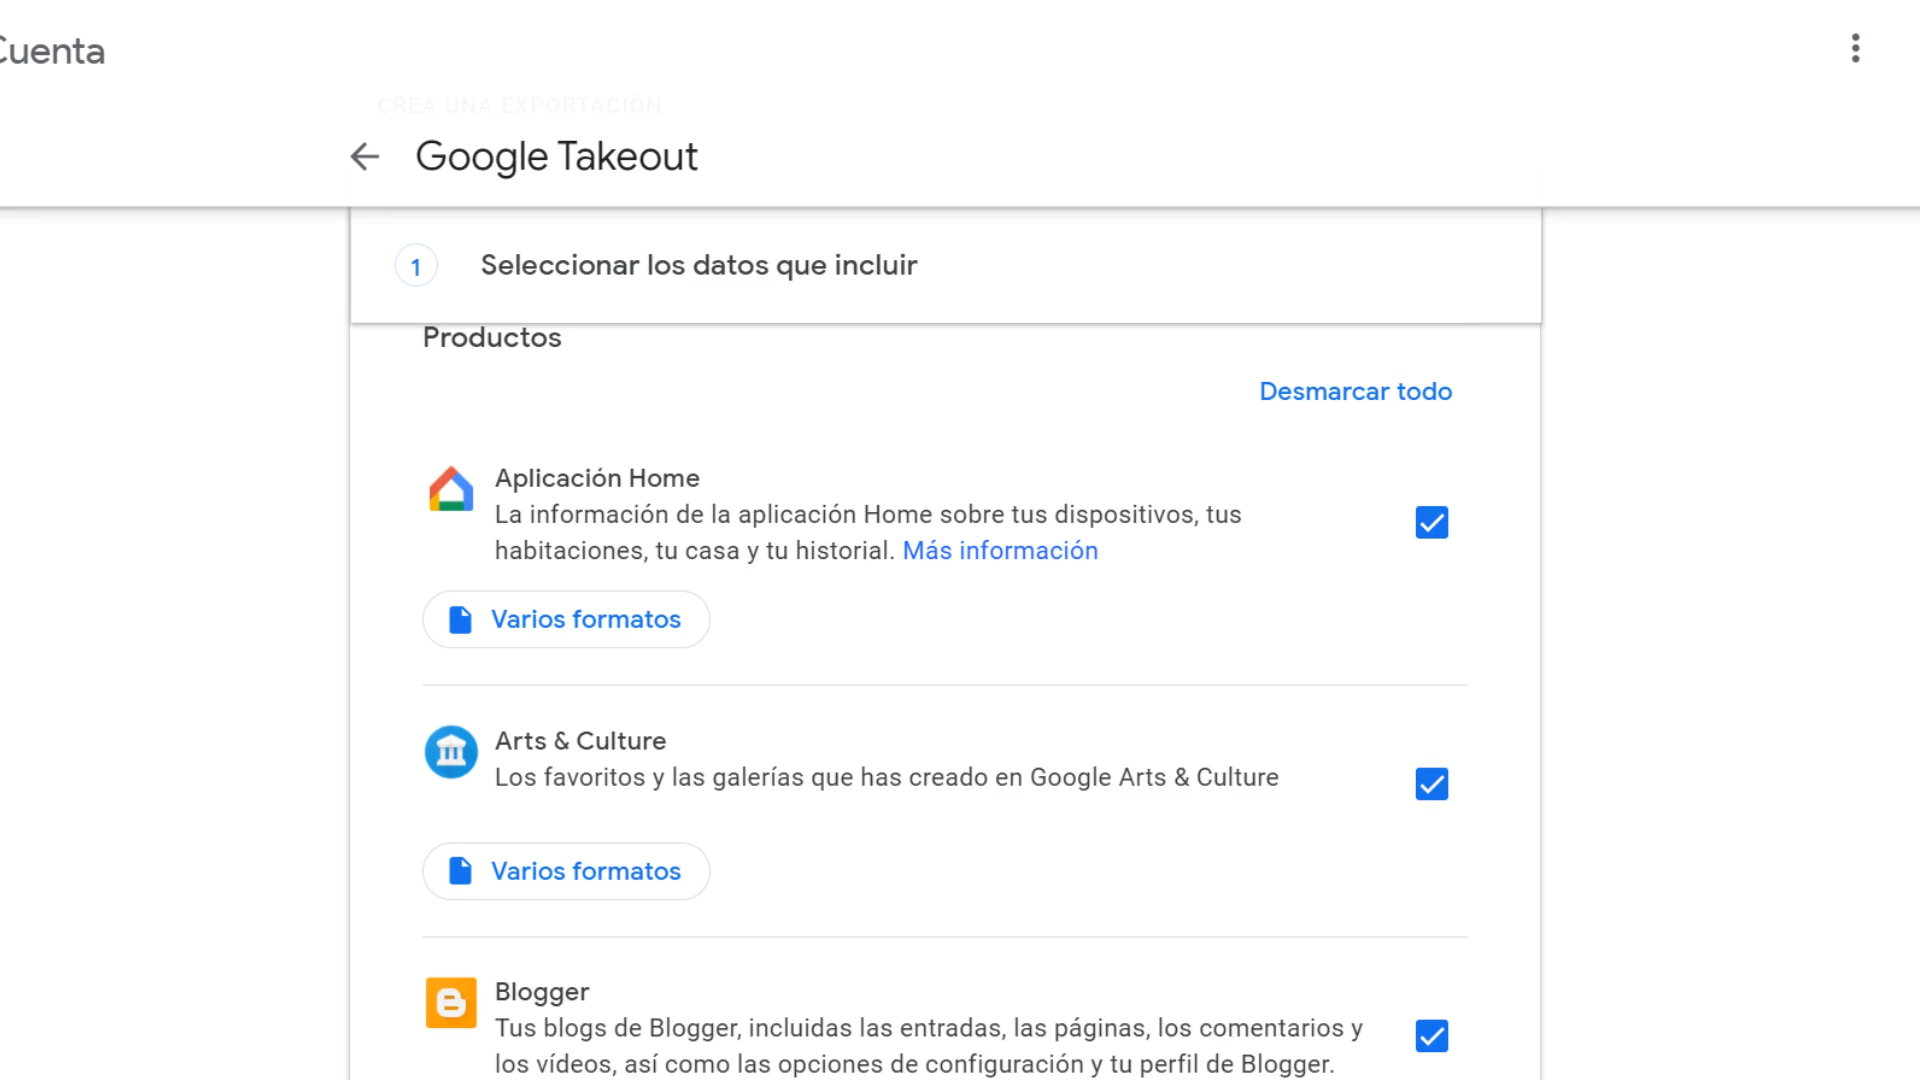 Cuenta
CREA UNA EXPORTACIÓN
Google Takeout
1 Seleccionar los datos que incluir
Productos
Desmarcar todo
Aplicación Home
La información de la aplicación Home sobre tus dispositivos, tus
habitaciones, tu casa y tu historial. Más información
Varios formatos
Arts & Culture
Los favoritos y las galerías que has creado en Google Arts & Culture
Varios formatos
Blogger
Tus blogs de Blogger, incluidas las entradas, las páginas, los comentarios y
los vídeos, así como las opciones de configuración y tu perfil de Blogger.